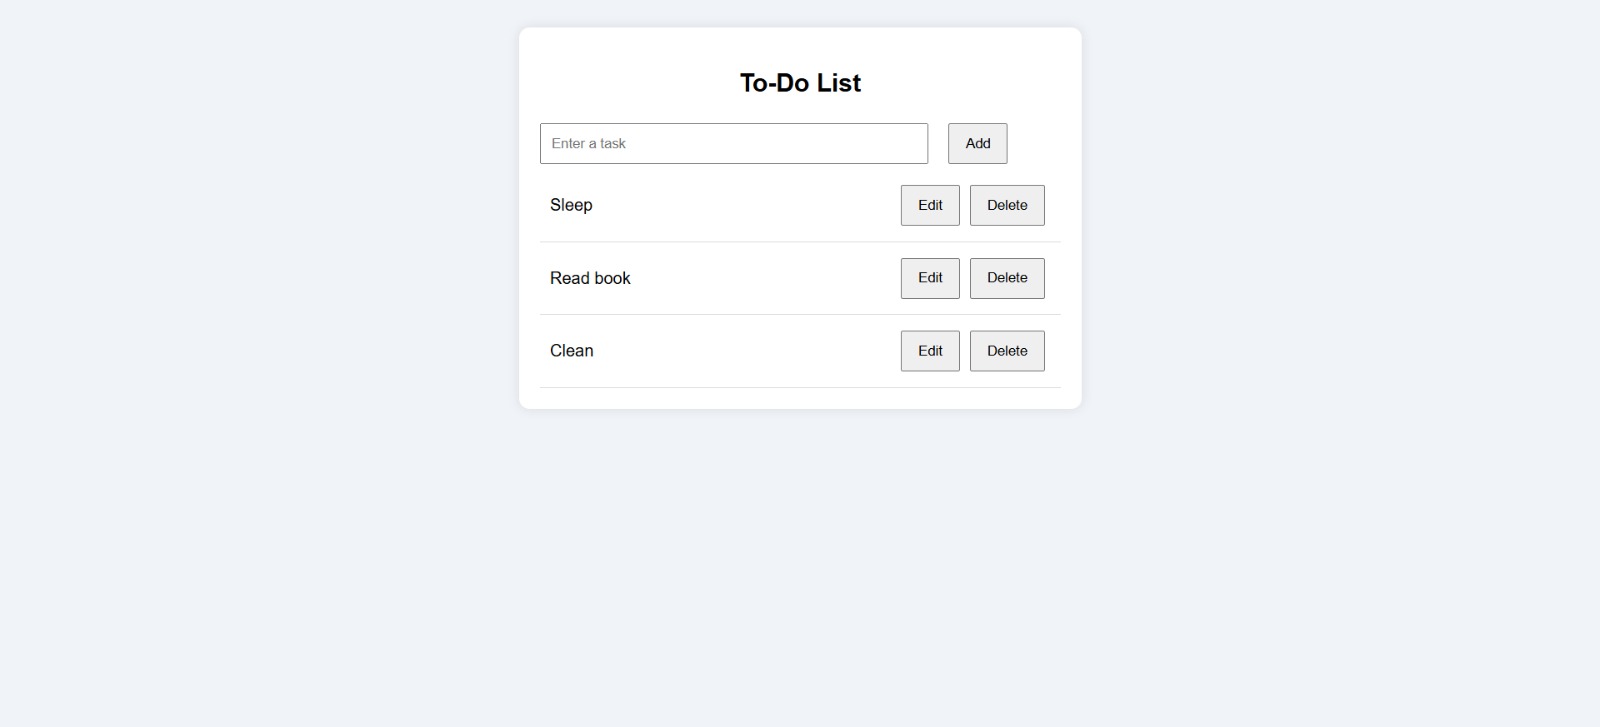 To-Do List
Enter a task Add
Sleep Edit Delete
Read book Edit Delete
Clean Edit Delete